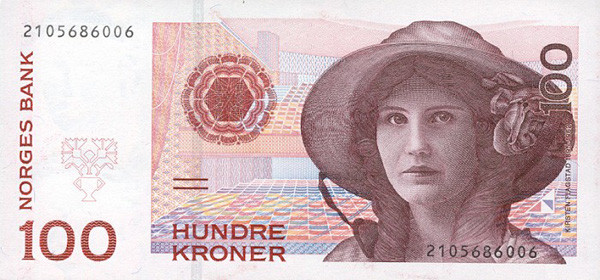 2105686006
NORGES BANK
100
HUNDRE
KRONER
100
KIRSTEN FLAGSTAD
2105686006